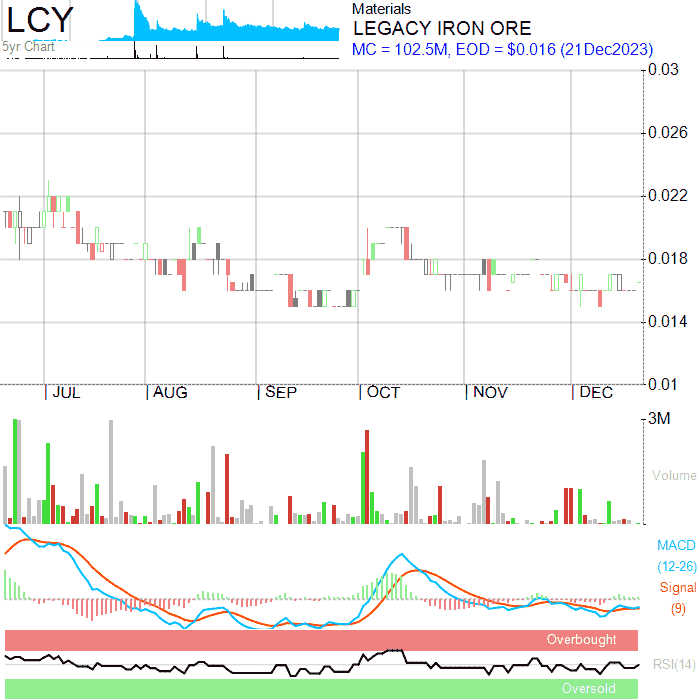 LCY
5yr Chart
Materials
LEGACY IRON ORE
MC = 102.5M, EOD = $0.016 (21Dec2023)
0.03
0.026
0.022
0.018
0.014
0.01
JUL AUG SEP OCT NOV DEC
3M
Volume
MACD
(12-26)
Signal
(9)
Overbought
RSI(14)
Oversold